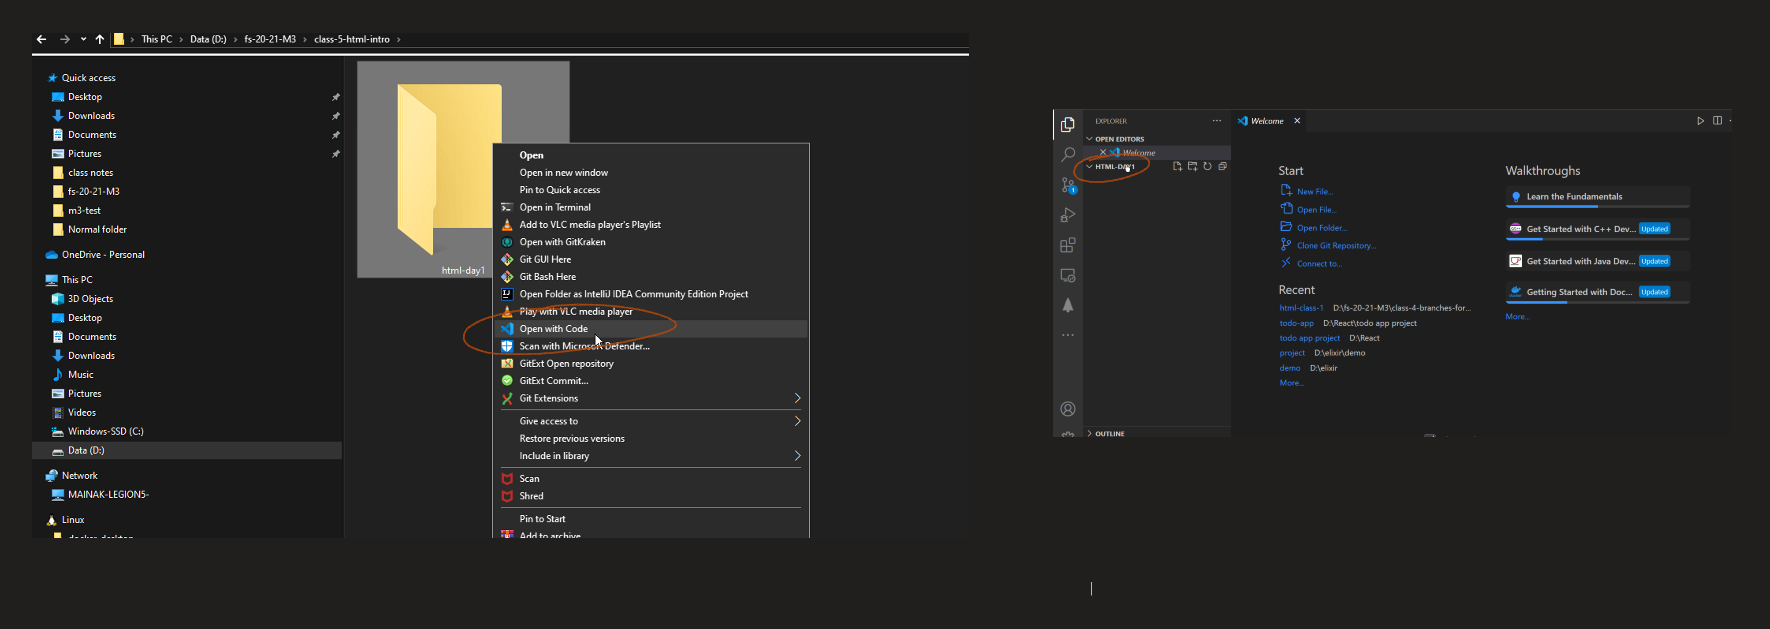 This PC > Data (D:) > fs-20-21-M3 > class-5-html-intro >
Quick access
Desktop
Downloads
Documents
Pictures
class notes
fs-20-21-M3
m3-test
Normal folder
OneDrive - Personal
This PC
3D Objects
Desktop
Documents
Downloads
Music
Pictures
Videos
Windows-SSD (C:)
Data (D:)
Network
MAINAK-LEGION5-
Linux
docker-desktop
html-day1
Open
Open in new window
Pin to Quick access
Open in Terminal
Add to VLC media player's Playlist
Open with GitKraken
Git GUI Here
Git Bash Here
Open Folder as IntelliJ IDEA Community Edition Project
Play with VLC media player
Open with Code
Scan with Microsoft Defender...
GitExt Open repository
GitExt Commit...
Git Extensions
Give access to
Restore previous versions
Include in library
Scan
Shred
Pin to Start
Add to archive
EXPLORER
OPEN EDITORS
Welcome
HTML-DAY1
OUTLINE
Welcome
Start
New File...
Open File...
Open Folder...
Clone Git Repository...
Connect to...
Recent
html-class-1 D:\fs-20-21-M3\class-4-branches-for...
todo-app D:\React\todo app project
todo app project D:\React
project D:\elixir\demo
demo D:\elixir
More...
Walkthroughs
Learn the Fundamentals
Get Started with C++ Dev... Updated
Get Started with Java Dev... Updated
Getting Started with Doc... Updated
More...